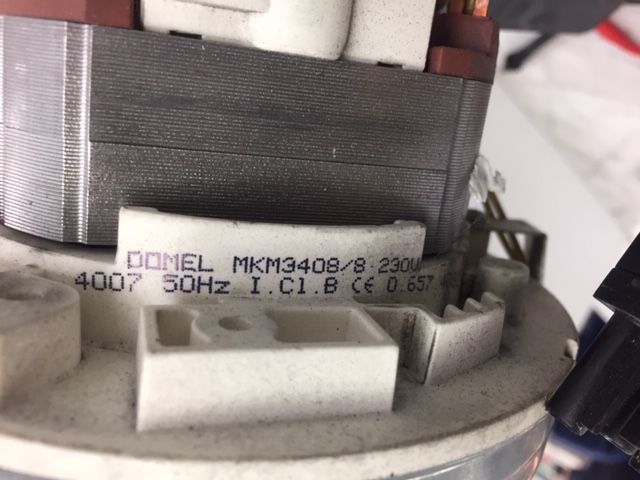 DOMEL MKM3408/8 230V
4007 50Hz I.Cl.B CE 0.657.